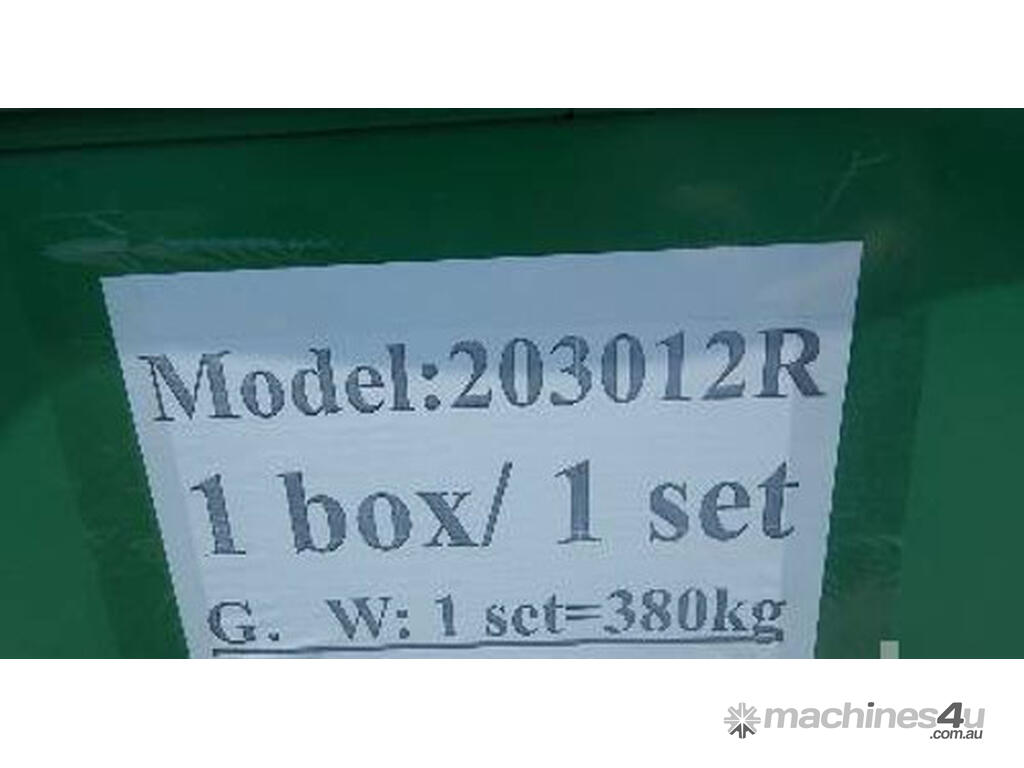 Model:203012R
1 box/ 1 set
G. W: 1 set=380kg
machines4u
.com.au